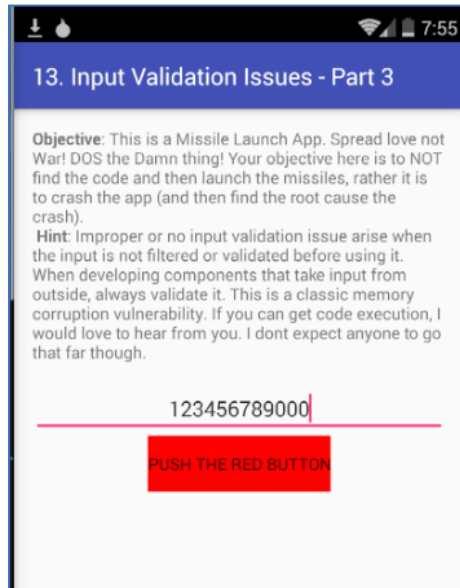 7:55
13. Input Validation Issues - Part 3
Objective: This is a Missile Launch App. Spread love not
War! DOS the Damn thing! Your objective here is to NOT
find the code and then launch the missiles, rather it is
to crash the app (and then find the root cause the
crash).
Hint: Improper or no input validation issue arise when
the input is not filtered or validated before using it.
When developing components that take input from
outside, always validate it. This is a classic memory
corruption vulnerability. If you can get code execution, I
would love to hear from you. I dont expect anyone to go
that far though.
123456789000
PUSH THE RED BUTTON